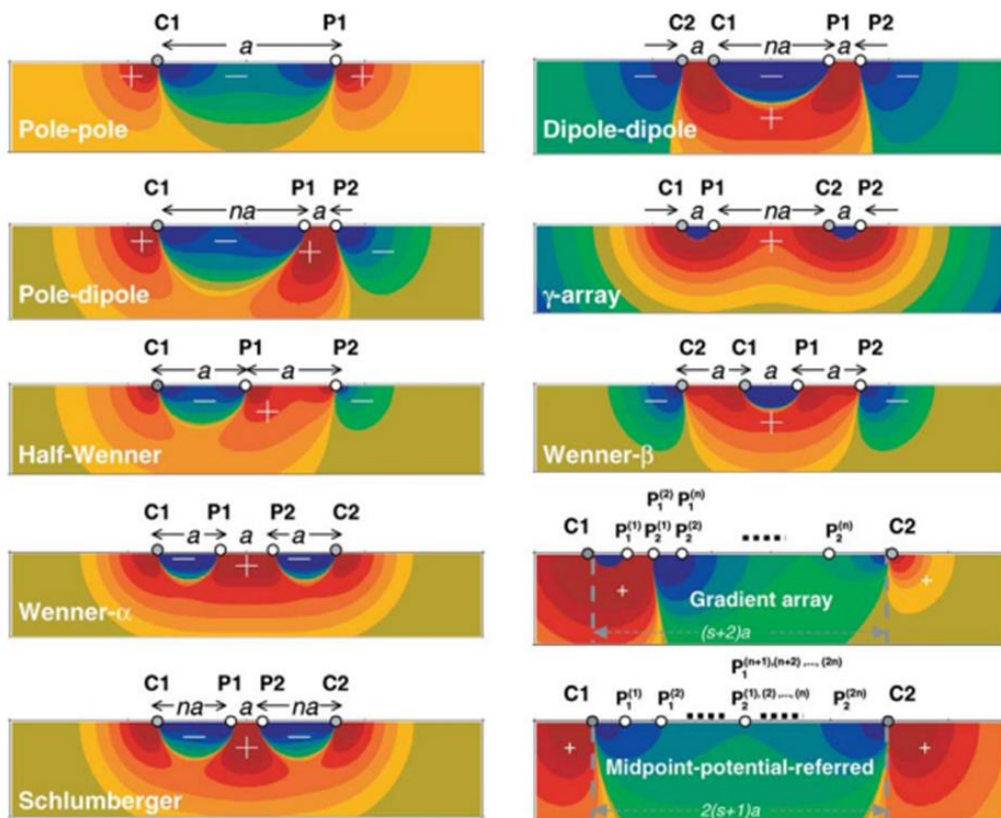 C1 P1
a
+ − +
Pole-pole
C1 P1 P2
na a
+ − + −
Pole-dipole
C1 P1 P2
a a
− + −
Half-Wenner
C1 P1 P2 C2
a a a
− + −
Wenner-α
C1 P1 P2 C2
na a na
− + −
Schlumberger
C2 C1 P1 P2
a na a
− − −
+
Dipole-dipole
C1 P1 C2 P2
a na a
+
γ-array
C2 C1 P1 P2
a a a
− −
+
Wenner-β
P₁⁽²⁾ P₁⁽ⁿ⁾
C1 P₁⁽¹⁾ P₂⁽¹⁾ P₂⁽²⁾ P₂⁽ⁿ⁾ C2
+ +
Gradient array
(s+2)a
P₁⁽ⁿ⁺¹⁾,⁽ⁿ⁺²⁾,...,⁽²ⁿ⁾
C1 P₁⁽¹⁾ P₁⁽²⁾ P₂⁽¹⁾,⁽²⁾,...,⁽ⁿ⁾ P₂⁽²ⁿ⁾ C2
+ +
Midpoint-potential-referred
2(s+1)a